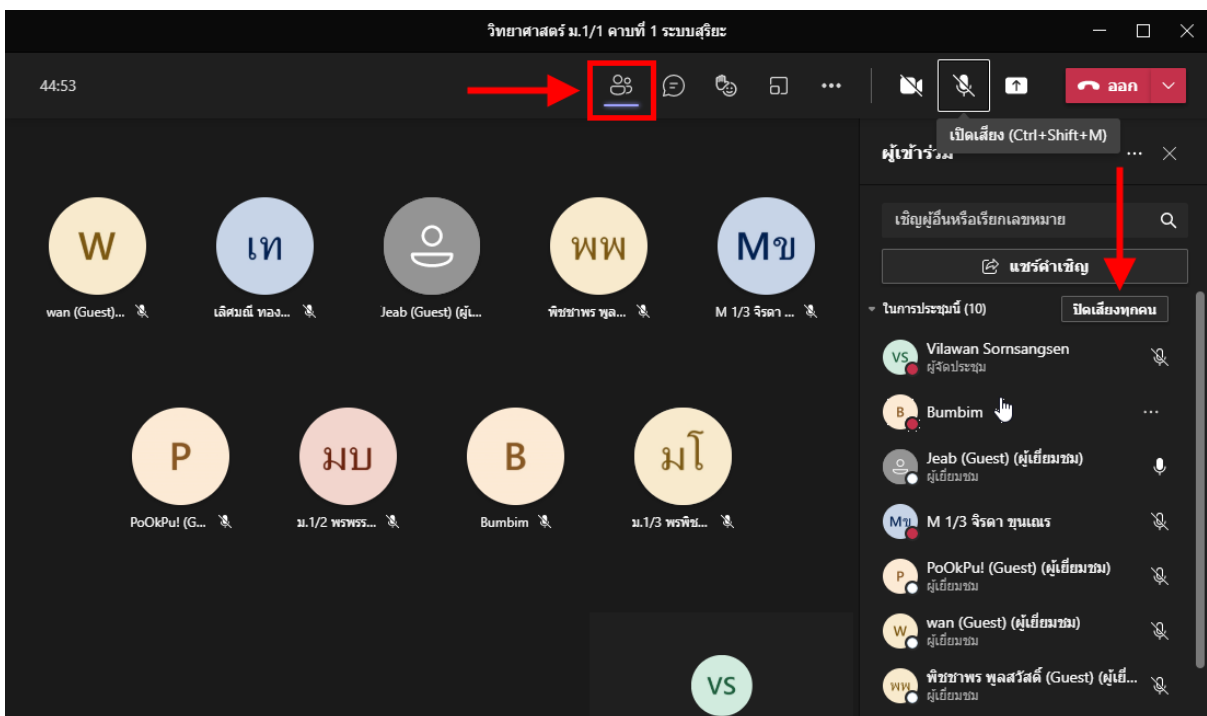 วิทยาศาสตร์ ม.1/1 คาบที่ 1 ระบบสุริยะ
44:53
ออก
เปิดเสียง (Ctrl+Shift+M)
ผู้เข้าร่วม
เชิญผู้อื่นหรือเรียกเลขหมาย
แชร์คำเชิญ
ในการประชุมนี้ (10)
ปิดเสียงทุกคน
W
เท
พพ
Mข
wan (Guest)...
เลิศมณี ทอง...
Jeab (Guest) (ผู้เ...
พิชชาพร พูล...
M 1/3 จิรดา ...
P
มบ
B
มโ
PoOkPu! (G...
ม.1/2 พรพรร...
Bumbim
ม.1/3 พรพิช...
VS
VS
Vilawan Sornsangsen
ผู้จัดประชุม
B
Bumbim
Jeab (Guest) (ผู้เยี่ยมชม)
ผู้เยี่ยมชม
Mข
M 1/3 จิรดา ขุนเณร
P
PoOkPu! (Guest) (ผู้เยี่ยมชม)
ผู้เยี่ยมชม
W
wan (Guest) (ผู้เยี่ยมชม)
ผู้เยี่ยมชม
พพ
พิชชาพร พูลสวัสดิ์ (Guest) (ผู้เยี่...
ผู้เยี่ยมชม